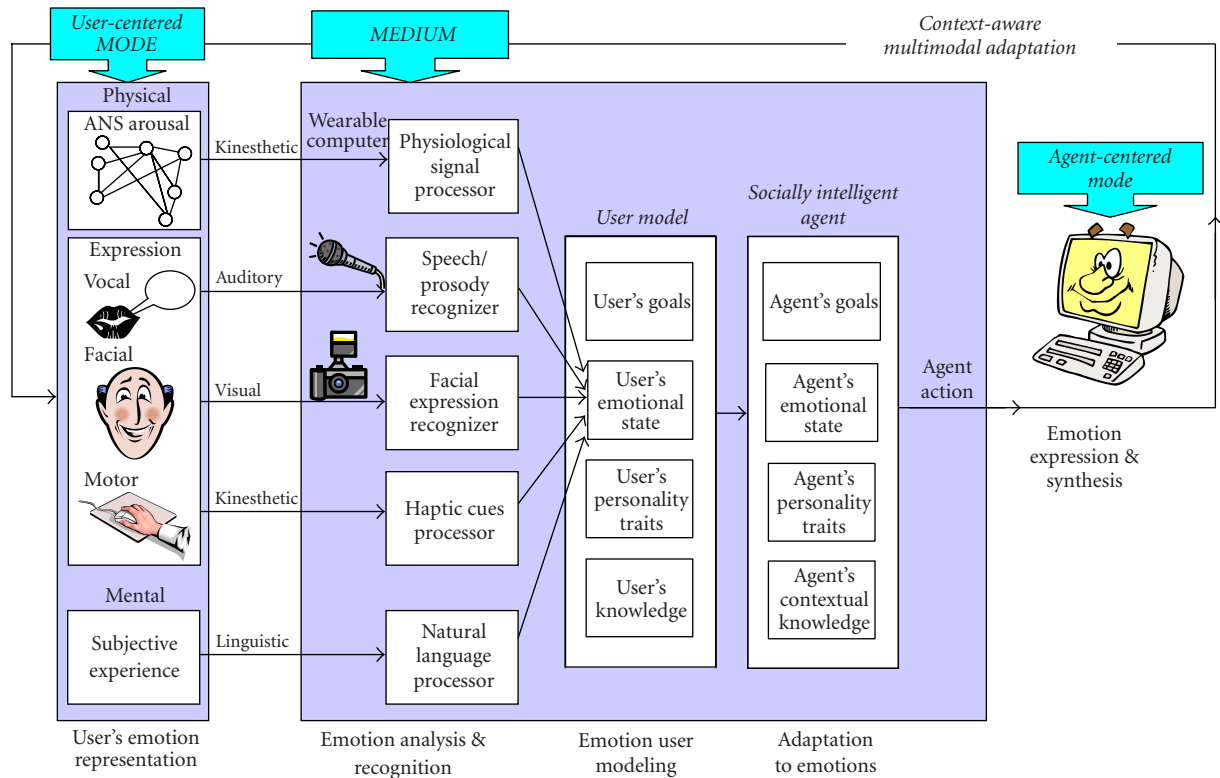 User-centered
MODE
MEDIUM
Context-aware
multimodal adaptation
Physical
ANS arousal
Kinesthetic
Wearable
computer
Physiological
signal
processor
Agent-centered
mode
User model
Socially intelligent
agent
Expression
Vocal
Auditory
Speech/
prosody
recognizer
User's goals
Agent's goals
Facial
Visual
Facial
expression
recognizer
User's
emotional
state
Agent's
emotional
state
Agent
action
Emotion
expression &
synthesis
Motor
Kinesthetic
Haptic cues
processor
User's
personality
traits
Agent's
personality
traits
Mental
Subjective
experience
Linguistic
Natural
language
processor
User's
knowledge
Agent's
contextual
knowledge
User's emotion
representation
Emotion analysis &
recognition
Emotion user
modeling
Adaptation
to emotions